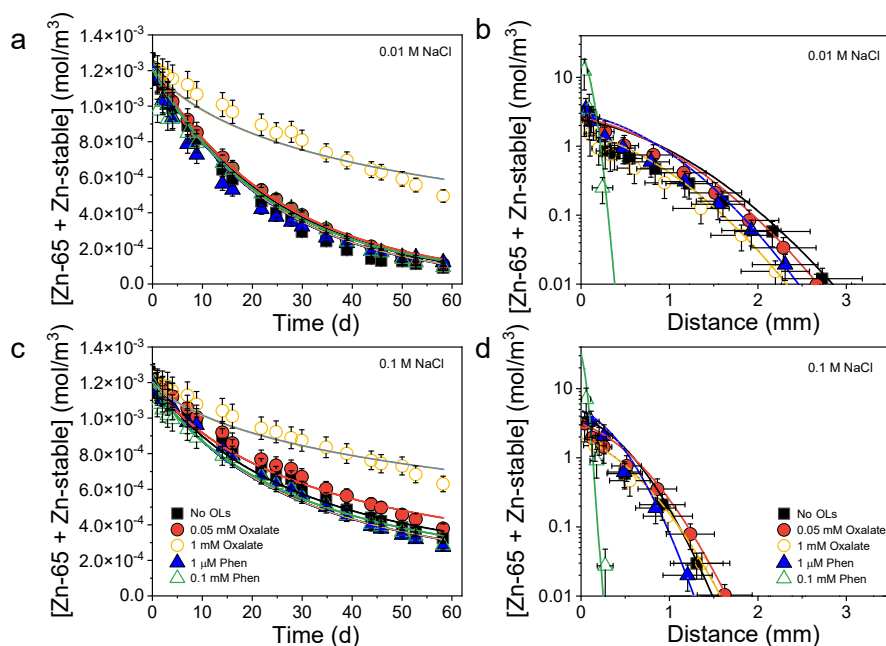 a
0.01 M NaCl
[Zn-65 + Zn-stable] (mol/m³)
1.4×10⁻³
1.2×10⁻³
1.0×10⁻³
8.0×10⁻⁴
6.0×10⁻⁴
4.0×10⁻⁴
2.0×10⁻⁴
0.0
0 10 20 30 40 50 60
Time (d)
b
0.01 M NaCl
[Zn-65 + Zn-stable] (mol/m³)
10
1
0.1
0.01
0 1 2 3
Distance (mm)
c
0.1 M NaCl
[Zn-65 + Zn-stable] (mol/m³)
1.4×10⁻³
1.2×10⁻³
1.0×10⁻³
8.0×10⁻⁴
6.0×10⁻⁴
4.0×10⁻⁴
2.0×10⁻⁴
0.0
No OLs
0.05 mM Oxalate
1 mM Oxalate
1 μM Phen
0.1 mM Phen
0 10 20 30 40 50 60
Time (d)
d
0.1 M NaCl
[Zn-65 + Zn-stable] (mol/m³)
10
1
0.1
0.01
No OLs
0.05 mM Oxalate
1 mM Oxalate
1 μM Phen
0.1 mM Phen
0 1 2 3
Distance (mm)